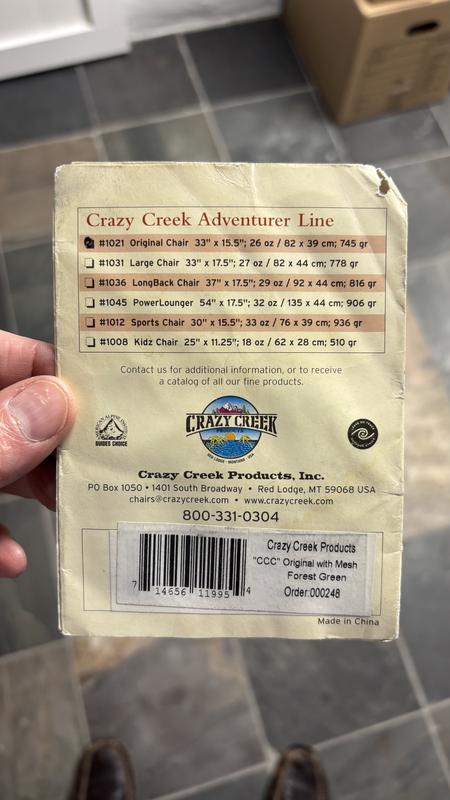 Crazy Creek Adventurer Line
#1021 Original Chair 33" x 15.5"; 26 oz / 82 x 39 cm; 745 gr
#1031 Large Chair 33" x 17.5"; 27 oz / 82 x 44 cm; 778 gr
#1036 LongBack Chair 37" x 17.5"; 29 oz / 92 x 44 cm; 816 gr
#1045 PowerLounger 54" x 17.5"; 32 oz / 135 x 44 cm; 906 gr
#1012 Sports Chair 30" x 15.5"; 33 oz / 76 x 39 cm; 936 gr
#1008 Kidz Chair 25" x 11.25"; 18 oz / 62 x 28 cm; 510 gr
Contact us for additional information, or to receive
a catalog of all our fine products.
GUIDES CHOICE
CRAZY CREEK
RED LODGE • MONTANA • USA
Crazy Creek Products, Inc.
PO Box 1050 • 1401 South Broadway • Red Lodge, MT 59068 USA
chairs@crazycreek.com • www.crazycreek.com
800-331-0304
Crazy Creek Products
"CCC" Original with Mesh
Forest Green
Order:000248
7 14656 11995 4
Made in China